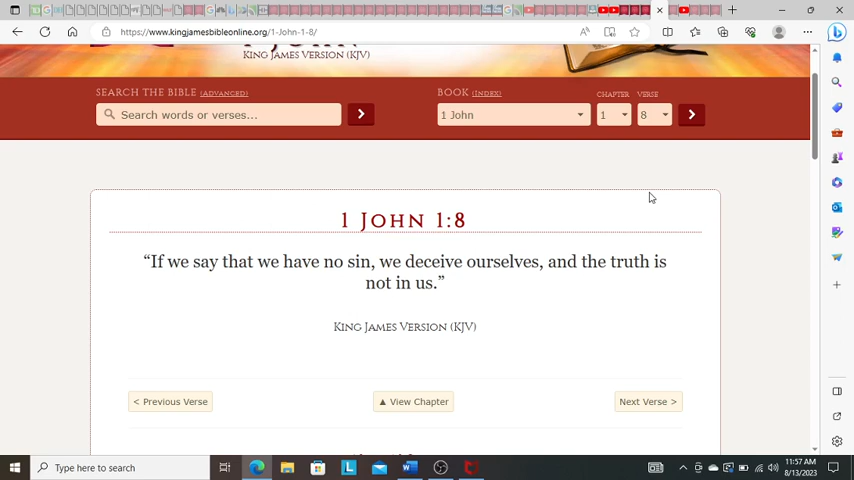 https://www.kingjamesbibleonline.org/1-John-1-8/
King James Version (KJV)
Search the Bible (Advanced)
Book (Index)
Chapter
Verse
Search words or verses...
1 John
1
8
1 John 1:8
“If we say that we have no sin, we deceive ourselves, and the truth is
not in us.”
King James Version (KJV)
< Previous Verse
▲ View Chapter
Next Verse >
Type here to search
11:57 AM
8/13/2023